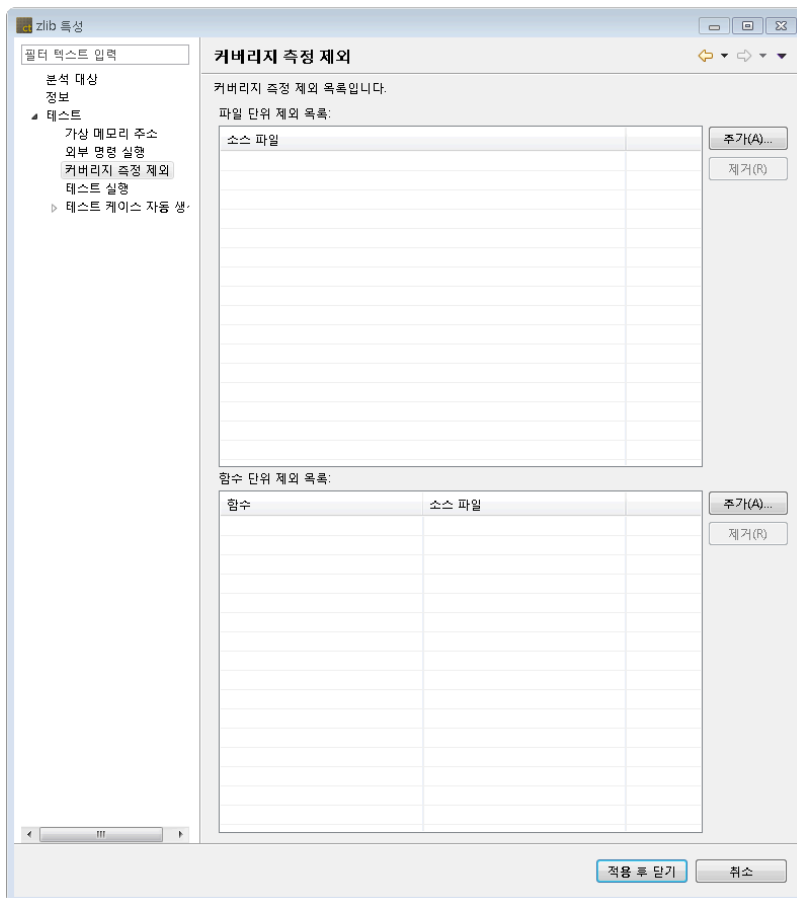 zlib 특성
필터 텍스트 입력
분석 대상
정보
테스트
가상 메모리 주소
외부 명령 실행
커버리지 측정 제외
테스트 실행
테스트 케이스 자동 생
커버리지 측정 제외
커버리지 측정 제외 목록입니다.
파일 단위 제외 목록:
소스 파일
추가(A)...
제거(R)
함수 단위 제외 목록:
함수 소스 파일
추가(A)...
제거(R)
적용 후 닫기 취소